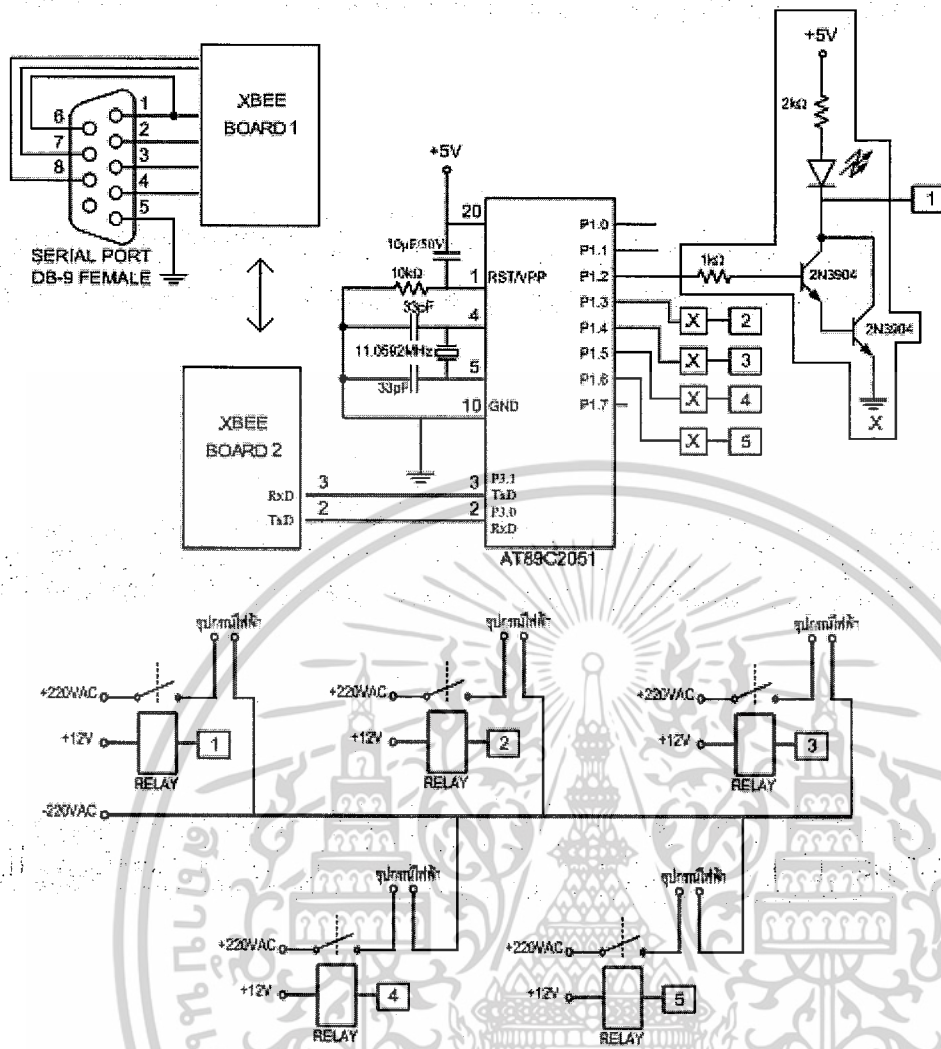 XBEE
BOARD 1
1
2
3
4
5
6
7
8
SERIAL PORT
DB-9 FEMALE
XBEE
BOARD 2
RxD
TxD
3
2
+5V
20
10µF/50V
10kΩ
1
RST/VPP
33pF
4
11.0592MHz
5
33pF
10
GND
3
P3.1
TxD
2
P3.0
RxD
AT89C2051
P1.0
P1.1
P1.2
P1.3
P1.4
P1.5
P1.6
P1.7
X
2
X
3
X
4
X
5
+5V
2kΩ
1
1kΩ
2N3904
2N3904
X
อุปกรณ์ไฟฟ้า
+220VAC
+12V
1
RELAY
อุปกรณ์ไฟฟ้า
+220VAC
+12V
2
RELAY
อุปกรณ์ไฟฟ้า
+220VAC
+12V
3
RELAY
-220VAC
อุปกรณ์ไฟฟ้า
+220VAC
+12V
4
RELAY
อุปกรณ์ไฟฟ้า
+220VAC
+12V
5
RELAY